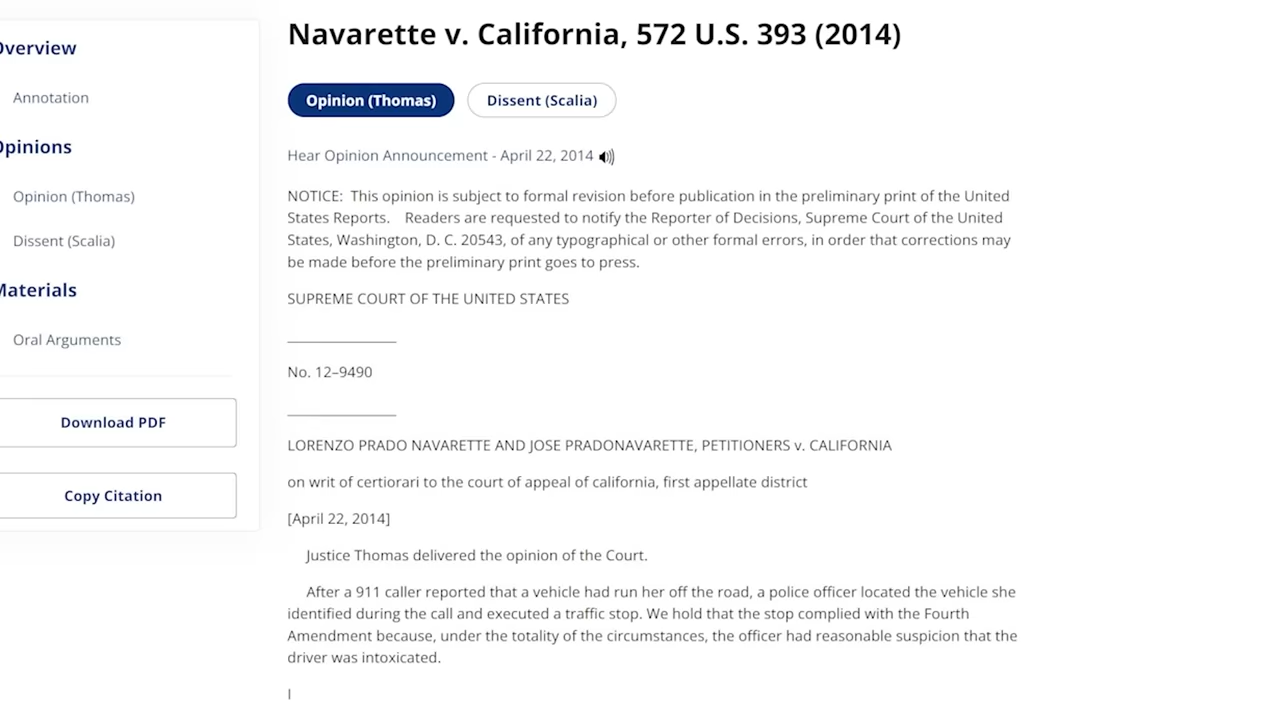 Navarette v. California, 572 U.S. 393 (2014)
Overview
Annotation
Opinions
Opinion (Thomas)
Dissent (Scalia)
Materials
Oral Arguments
Download PDF
Copy Citation
Opinion (Thomas)
Dissent (Scalia)
Hear Opinion Announcement - April 22, 2014
NOTICE: This opinion is subject to formal revision before publication in the preliminary print of the United
States Reports. Readers are requested to notify the Reporter of Decisions, Supreme Court of the United
States, Washington, D. C. 20543, of any typographical or other formal errors, in order that corrections may
be made before the preliminary print goes to press.
SUPREME COURT OF THE UNITED STATES
No. 12–9490
LORENZO PRADO NAVARETTE AND JOSE PRADONAVARETTE, PETITIONERS v. CALIFORNIA
on writ of certiorari to the court of appeal of california, first appellate district
[April 22, 2014]
Justice Thomas delivered the opinion of the Court.
After a 911 caller reported that a vehicle had run her off the road, a police officer located the vehicle she
identified during the call and executed a traffic stop. We hold that the stop complied with the Fourth
Amendment because, under the totality of the circumstances, the officer had reasonable suspicion that the
driver was intoxicated.
I